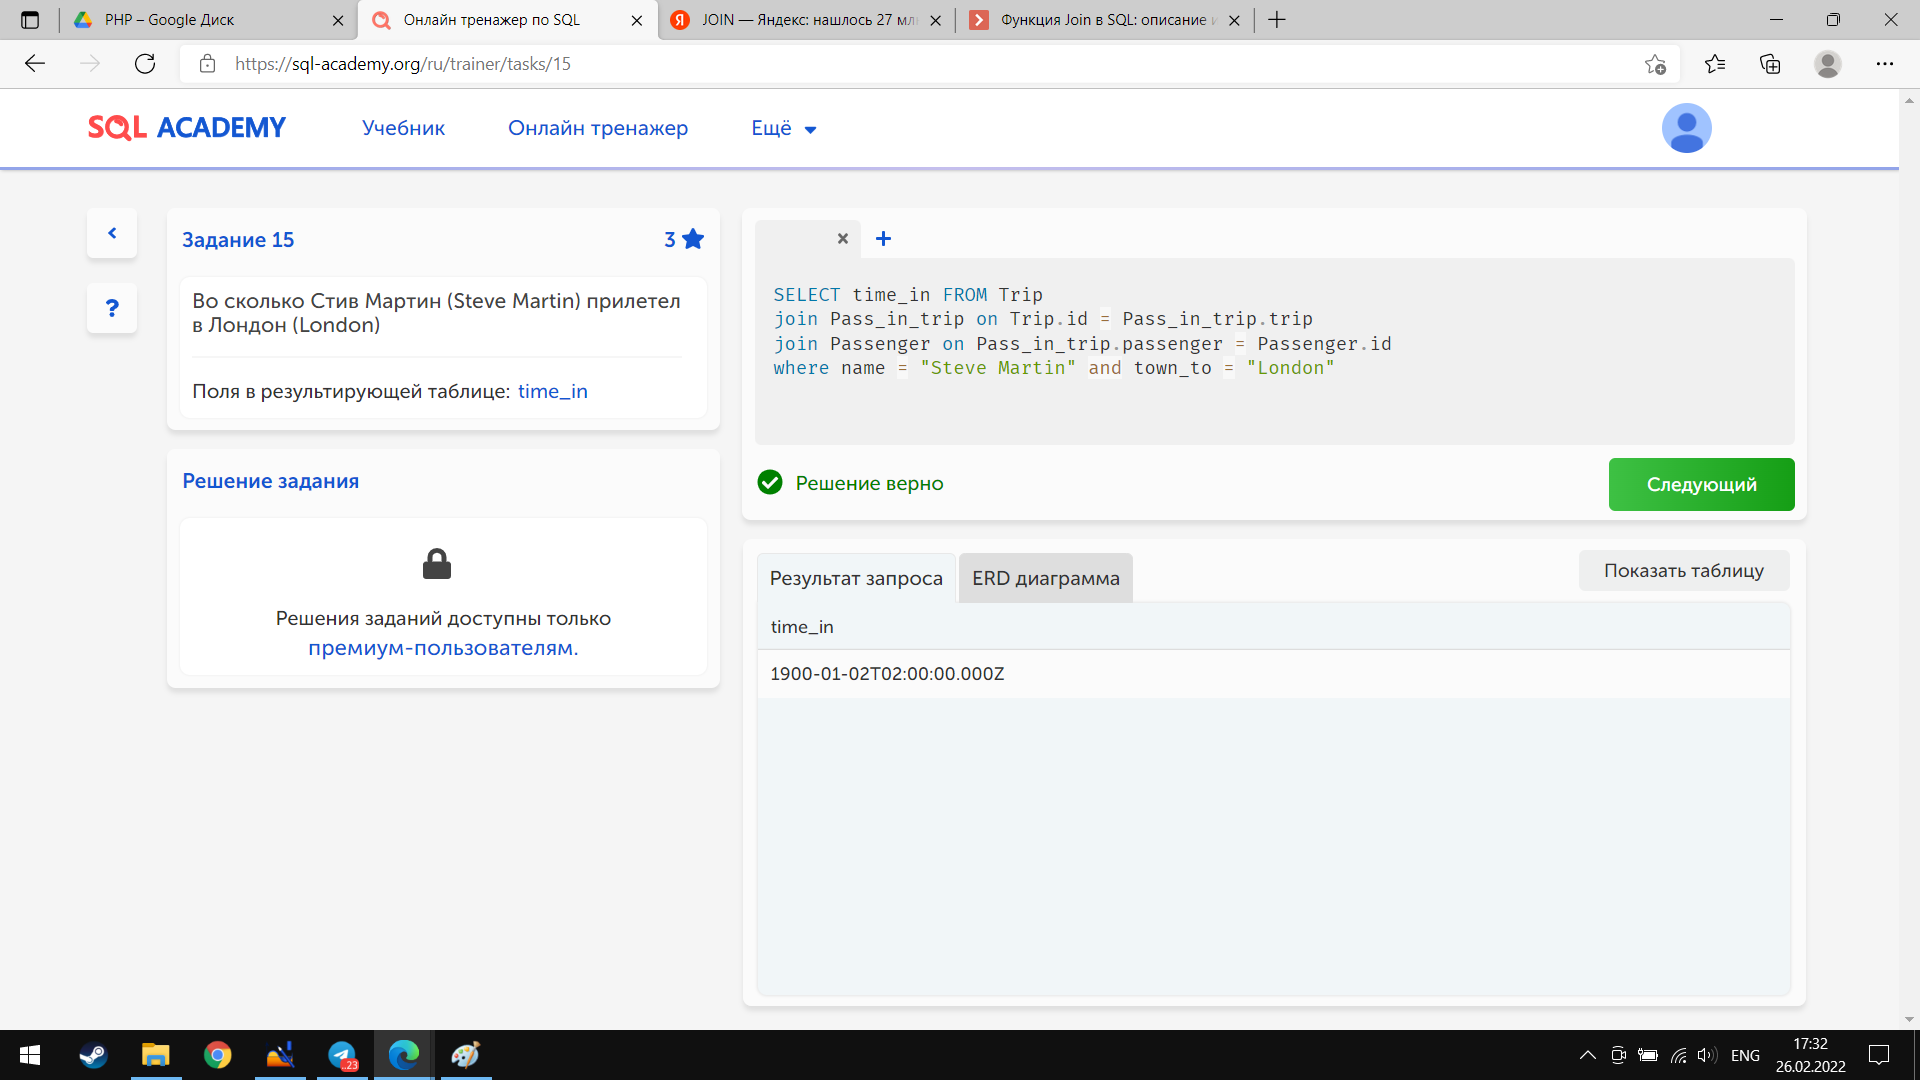 PHP – Google Диск
Онлайн тренажер по SQL
JOIN — Яндекс: нашлось 27 мл
Функция Join в SQL: описание и
https://sql-academy.org/ru/trainer/tasks/15
SQL ACADEMY
Учебник
Онлайн тренажер
Ещё
Задание 15
3
Во сколько Стив Мартин (Steve Martin) прилетел
в Лондон (London)
Поля в результирующей таблице: time_in
Решение задания
Решения заданий доступны только
премиум-пользователям.
SELECT time_in FROM Trip
join Pass_in_trip on Trip.id = Pass_in_trip.trip
join Passenger on Pass_in_trip.passenger = Passenger.id
where name = "Steve Martin" and town_to = "London"
Решение верно
Следующий
Результат запроса
ERD диаграмма
Показать таблицу
time_in
1900-01-02T02:00:00.000Z
..23
ENG
17:32
26.02.2022